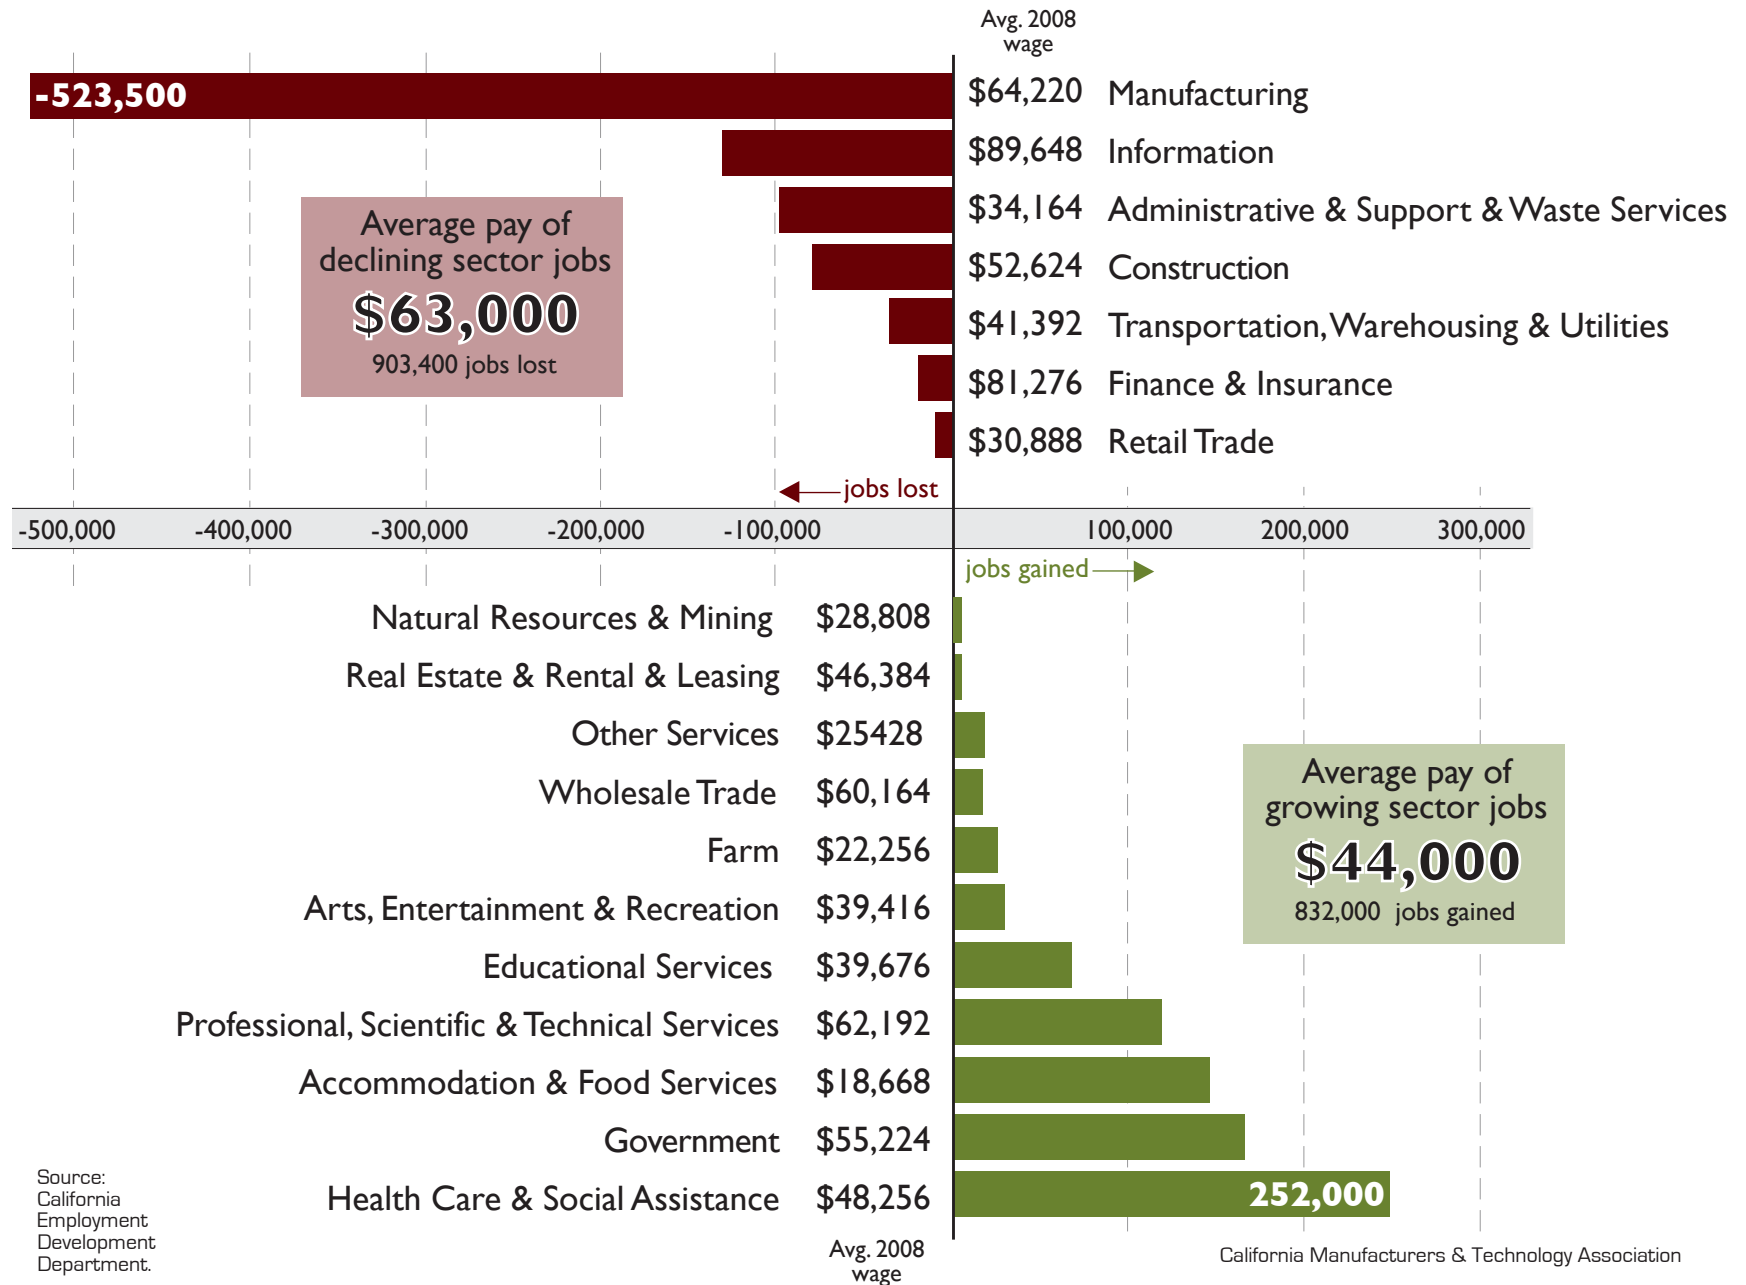 Avg. 2008
wage
-523,500 $64,220 Manufacturing
$89,648 Information
$34,164 Administrative & Support & Waste Services
$52,624 Construction
$41,392 Transportation, Warehousing & Utilities
$81,276 Finance & Insurance
$30,888 Retail Trade
Average pay of
declining sector jobs
$63,000
903,400 jobs lost
jobs lost
-500,000 -400,000 -300,000 -200,000 -100,000 100,000 200,000 300,000
jobs gained
Natural Resources & Mining $28,808
Real Estate & Rental & Leasing $46,384
Other Services $25428
Wholesale Trade $60,164
Farm $22,256
Arts, Entertainment & Recreation $39,416
Educational Services $39,676
Professional, Scientific & Technical Services $62,192
Accommodation & Food Services $18,668
Government $55,224
Health Care & Social Assistance $48,256 252,000
Average pay of
growing sector jobs
$44,000
832,000 jobs gained
Avg. 2008
wage
Source:
California
Employment
Development
Department.
California Manufacturers & Technology Association